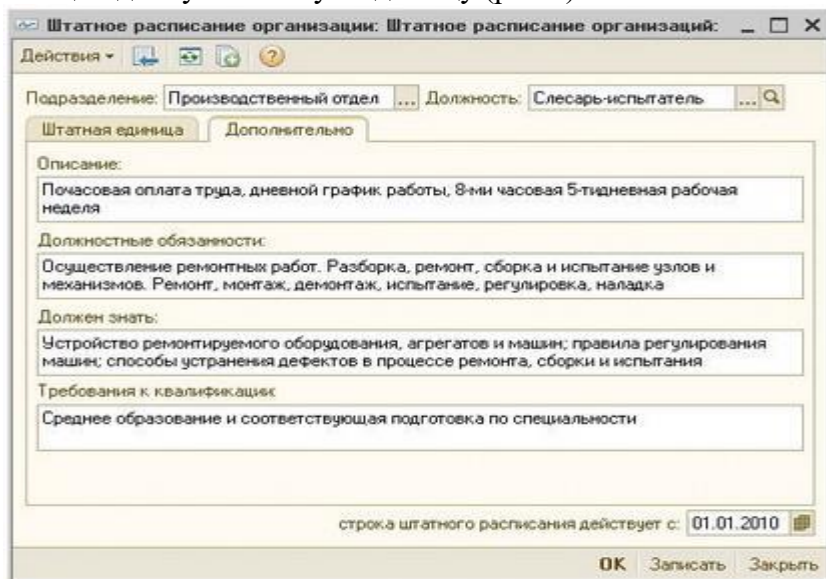 Штатное расписание организации: Штатное расписание организаций:
Действия
Подразделение: Производственный отдел ... Должность: Слесарь-испытатель ...
Штатная единица Дополнительно
Описание:
Почасовая оплата труда, дневной график работы, 8-ми часовая 5-тидневная рабочая
неделя
Должностные обязанности:
Осуществление ремонтных работ. Разборка, ремонт, сборка и испытание узлов и
механизмов. Ремонт, монтаж, демонтаж, испытание, регулировка, наладка
Должен знать:
Устройство ремонтируемого оборудования, агрегатов и машин; правила регулирования
машин; способы устранения дефектов в процессе ремонта, сборки и испытания
Требования к квалификации:
Среднее образование и соответствующая подготовка по специальности
строка штатного расписания действует с: 01.01.2010
OK Записать Закрыть